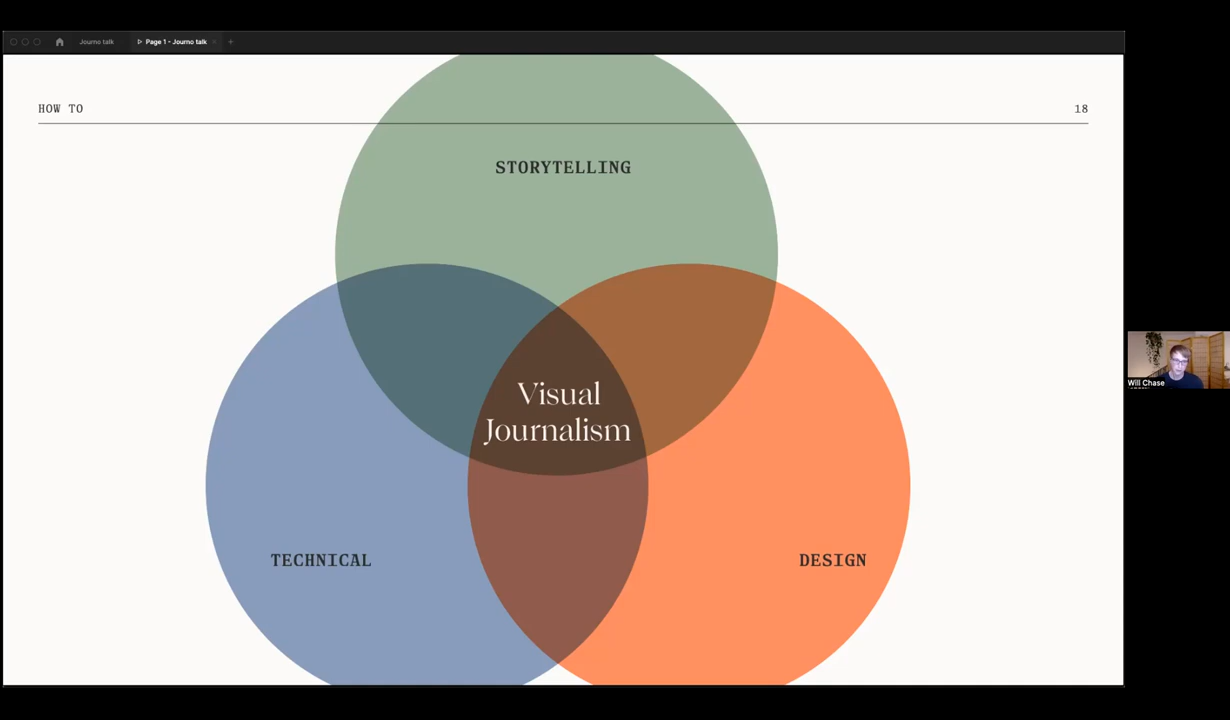 Journo talk
Page 1 - Journo talk
HOW TO
18
STORYTELLING
Visual
Journalism
TECHNICAL
DESIGN
Will Chase